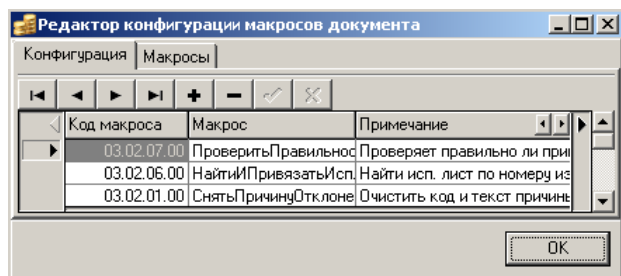 Редактор конфигурации макросов документа
Конфигурация Макросы
Код макроса Макрос Примечание
03.02.07.00 ПроверитьПравильнос Проверяет правильно ли при
03.02.06.00 НайтиИПривязатьИсп. Найти исп. лист по номеру из
03.02.01.00 СнятьПричинуОтклоне Очистить код и текст причинь
OK